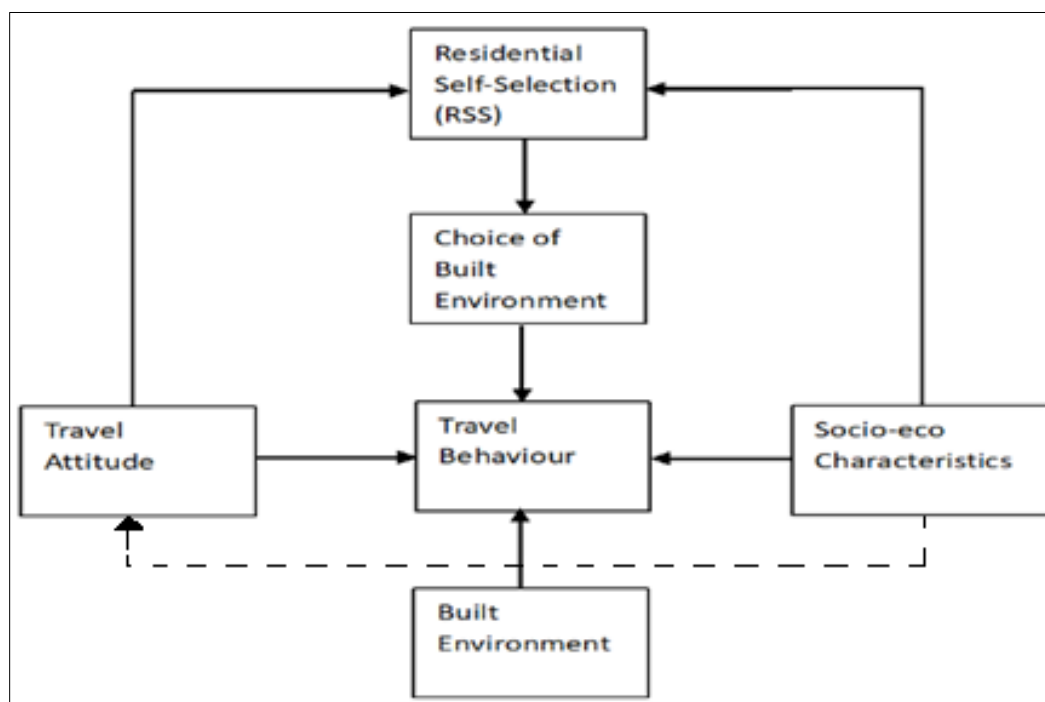 Residential
Self-Selection
(RSS)
Choice of
Built
Environment
Travel
Attitude
Travel
Behaviour
Socio-eco
Characteristics
Built
Environment